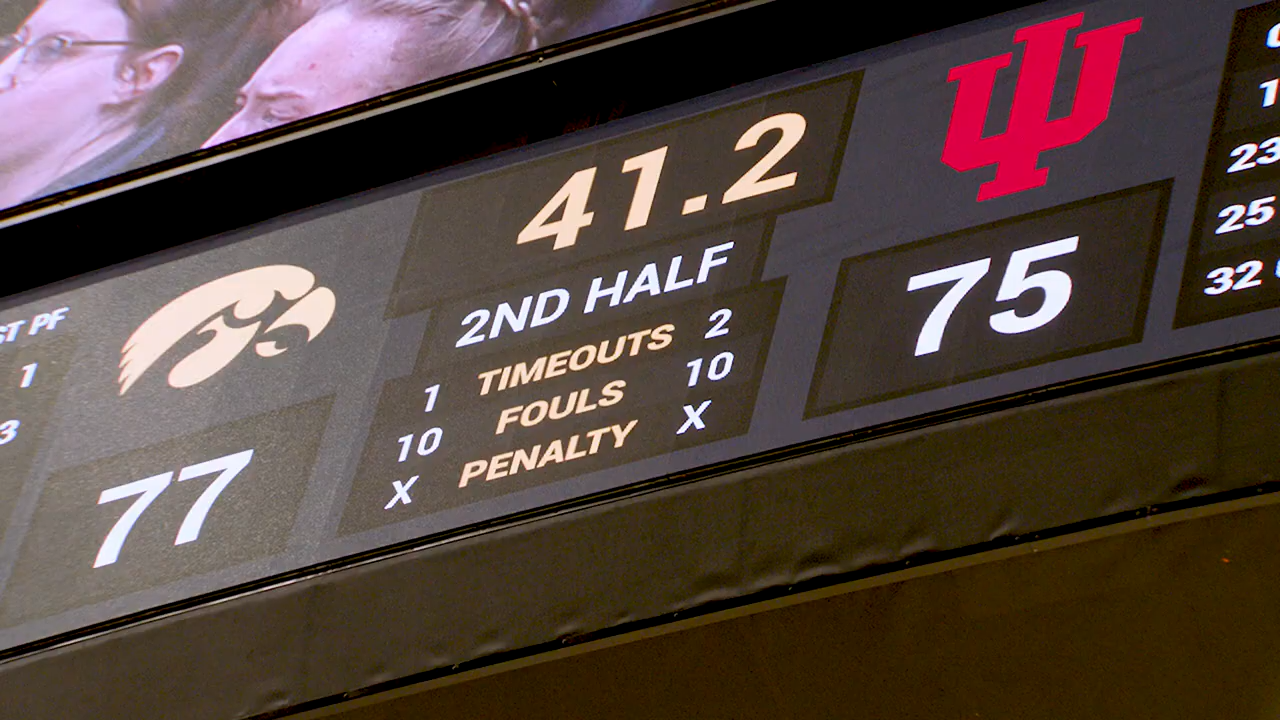 41.2
2ND HALF
1 TIMEOUTS 2
10 FOULS 10
X PENALTY X
77
75
PF
1
3
IU
1
23
25
32